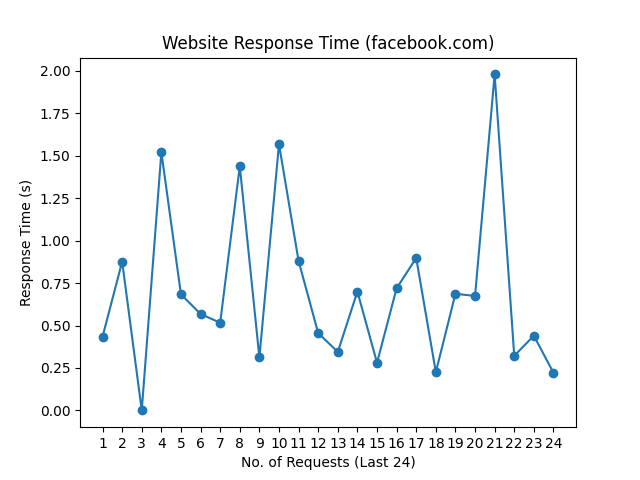 Website Response Time (facebook.com)
2.00
1.75
1.50
1.25
1.00
0.75
0.50
0.25
0.00
Response Time (s)
1 2 3 4 5 6 7 8 9 10 11 12 13 14 15 16 17 18 19 20 21 22 23 24
No. of Requests (Last 24)